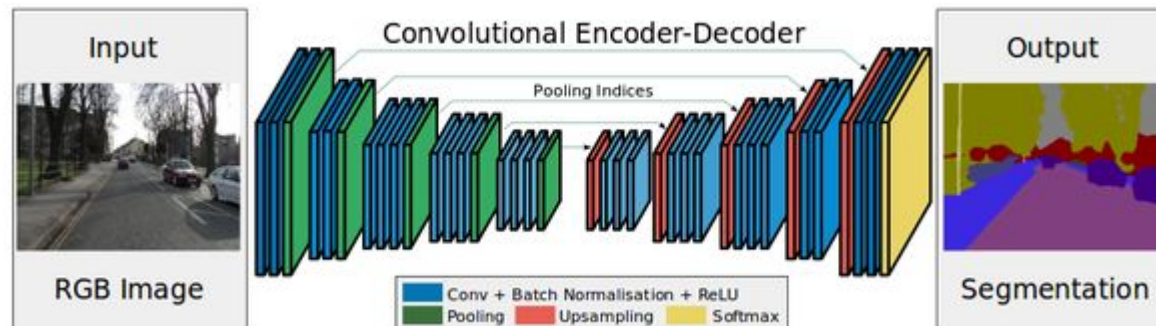 Input
RGB Image
Convolutional Encoder-Decoder
Pooling Indices
Conv + Batch Normalisation + ReLU
Pooling Upsampling Softmax
Output
Segmentation